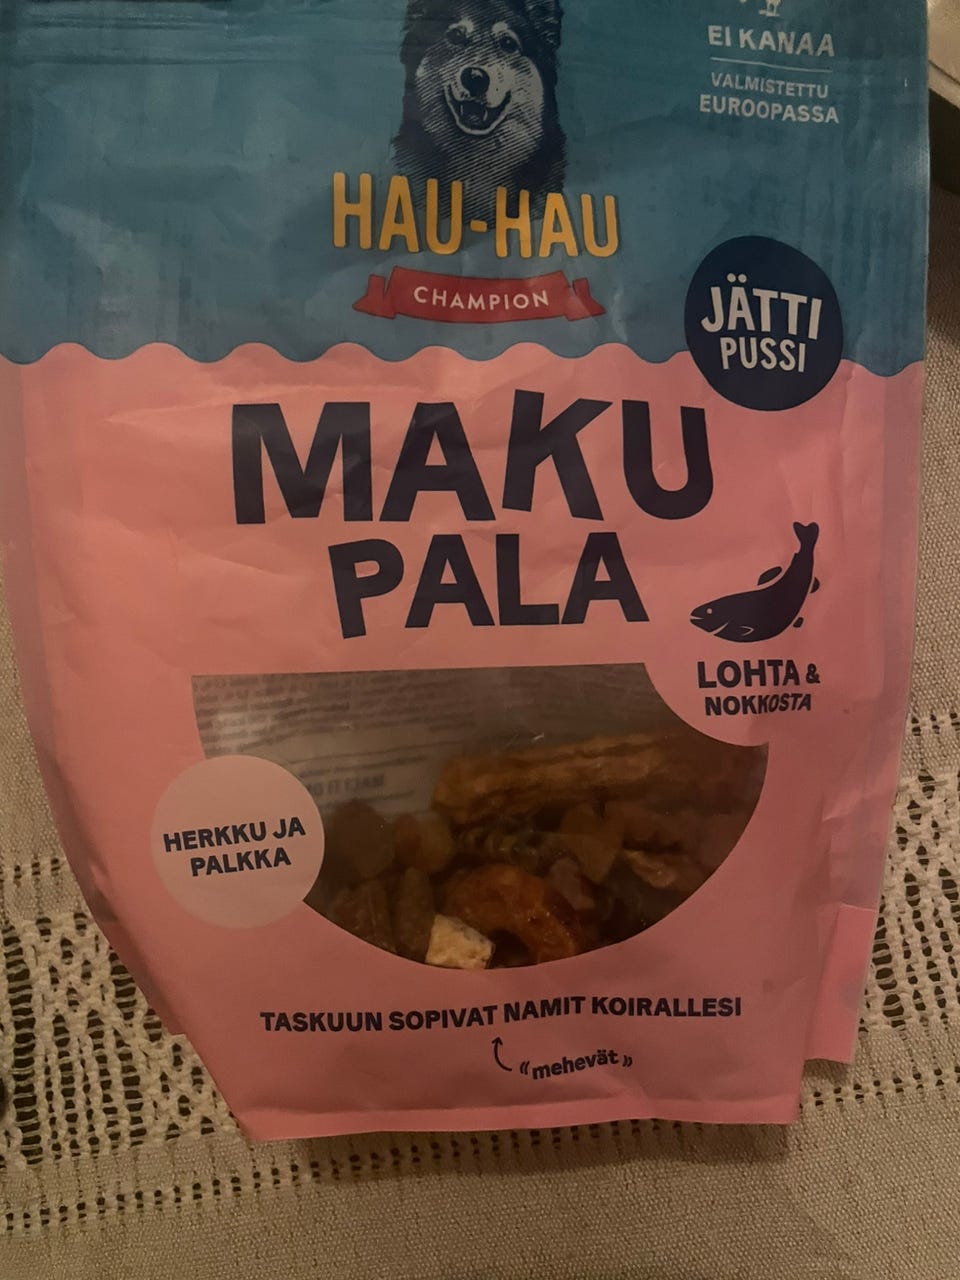 EI KANAA
VALMISTETTU
EUROOPASSA
HAU-HAU
CHAMPION
JÄTTI
PUSSI
MAKU
PALA
LOHTA &
NOKKOSTA
HERKKU JA
PALKKA
TASKUUN SOPIVAT NAMIT KOIRALLESI
"mehevät"